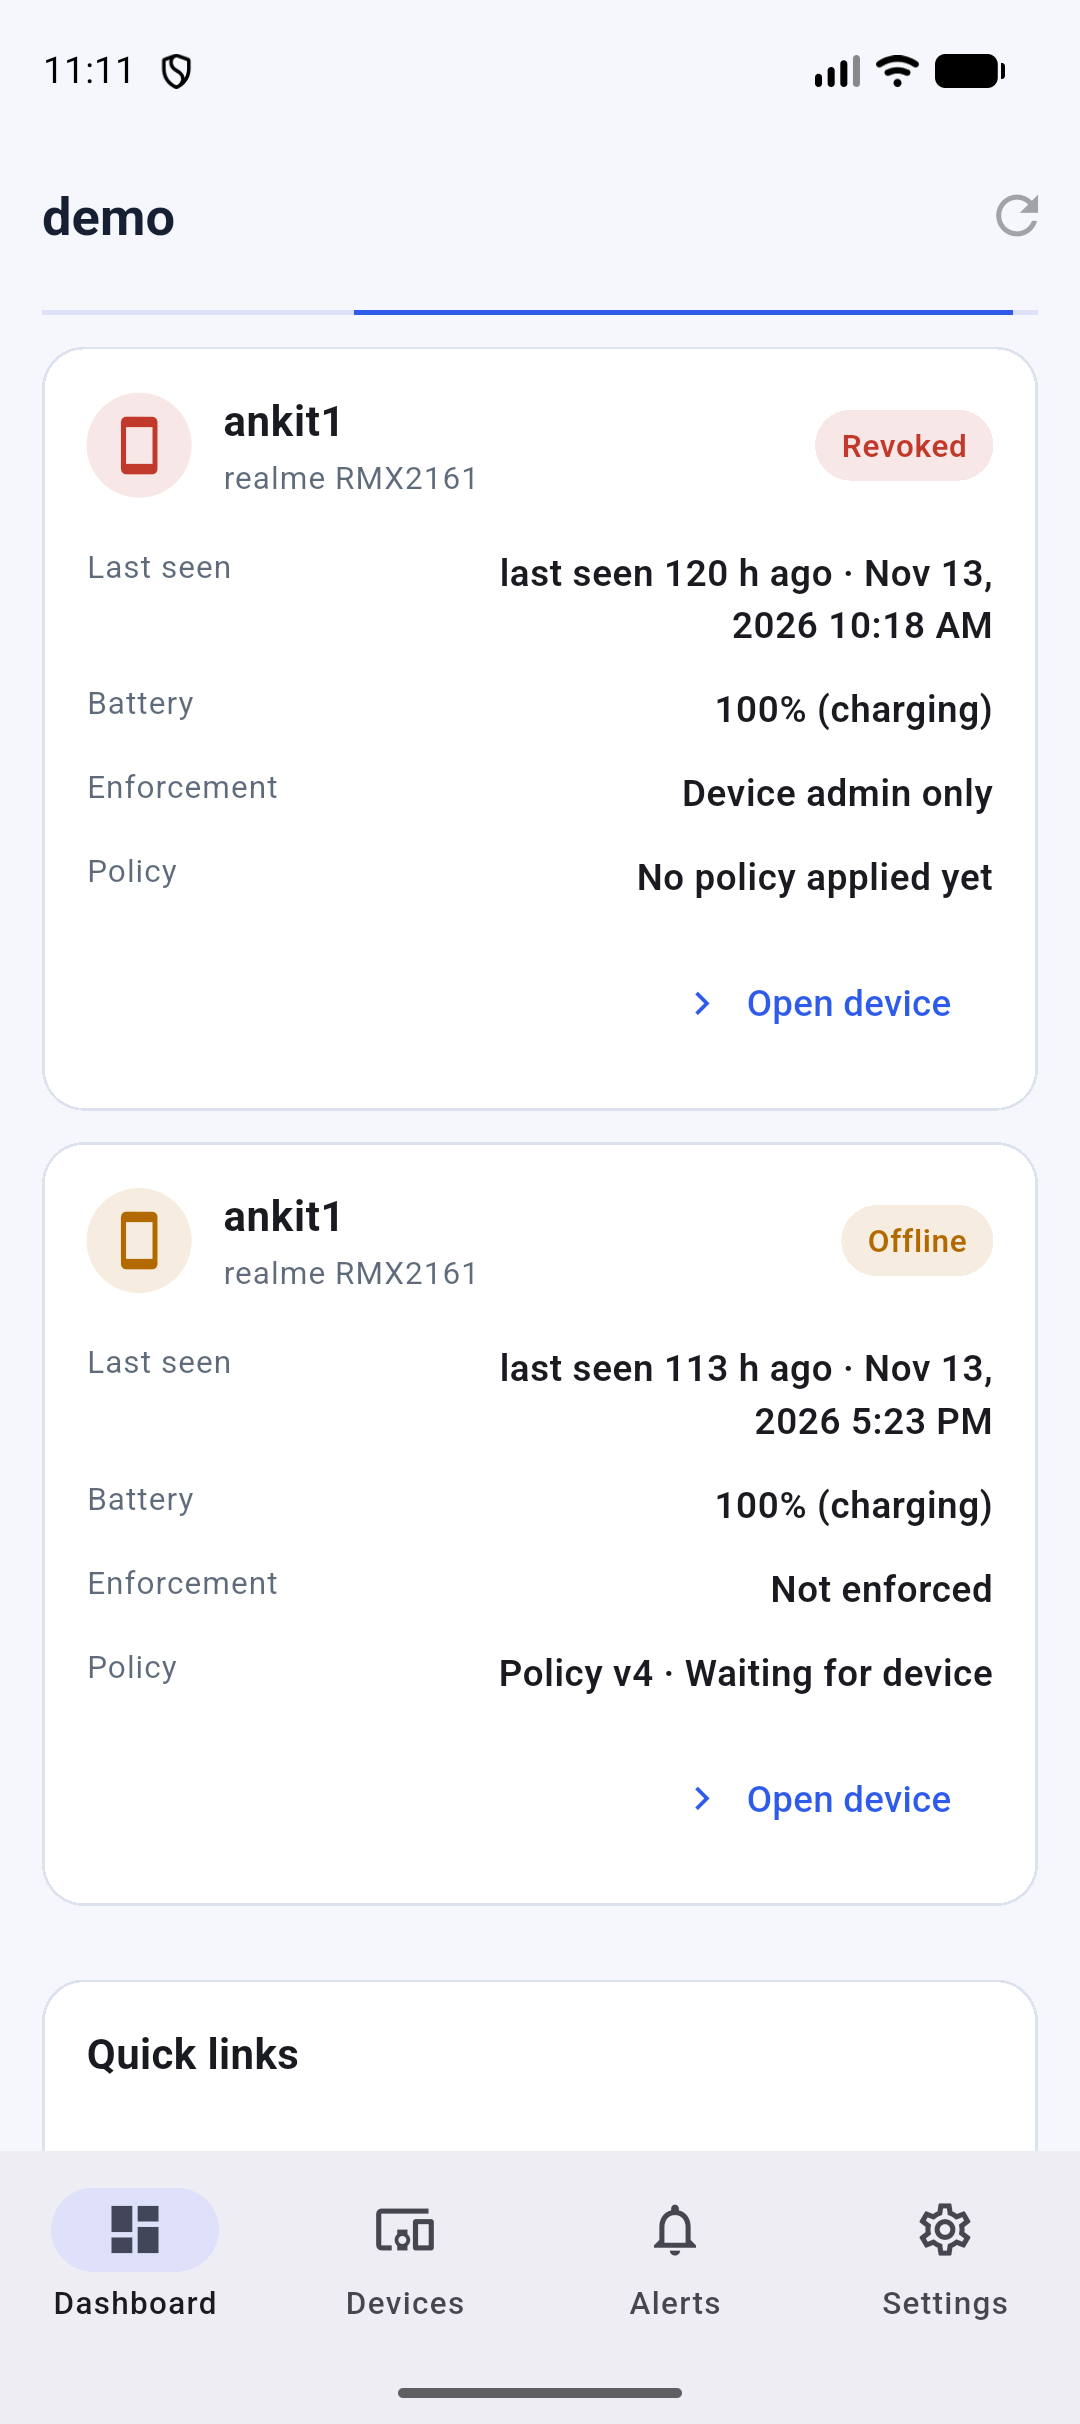 11:11
demo
ankit1
realme RMX2161
Revoked
Last seen
last seen 120 h ago · Nov 13,
2026 10:18 AM
Battery
100% (charging)
Enforcement
Device admin only
Policy
No policy applied yet
Open device
ankit1
realme RMX2161
Offline
Last seen
last seen 113 h ago · Nov 13,
2026 5:23 PM
Battery
100% (charging)
Enforcement
Not enforced
Policy
Policy v4 · Waiting for device
Open device
Quick links
Dashboard
Devices
Alerts
Settings